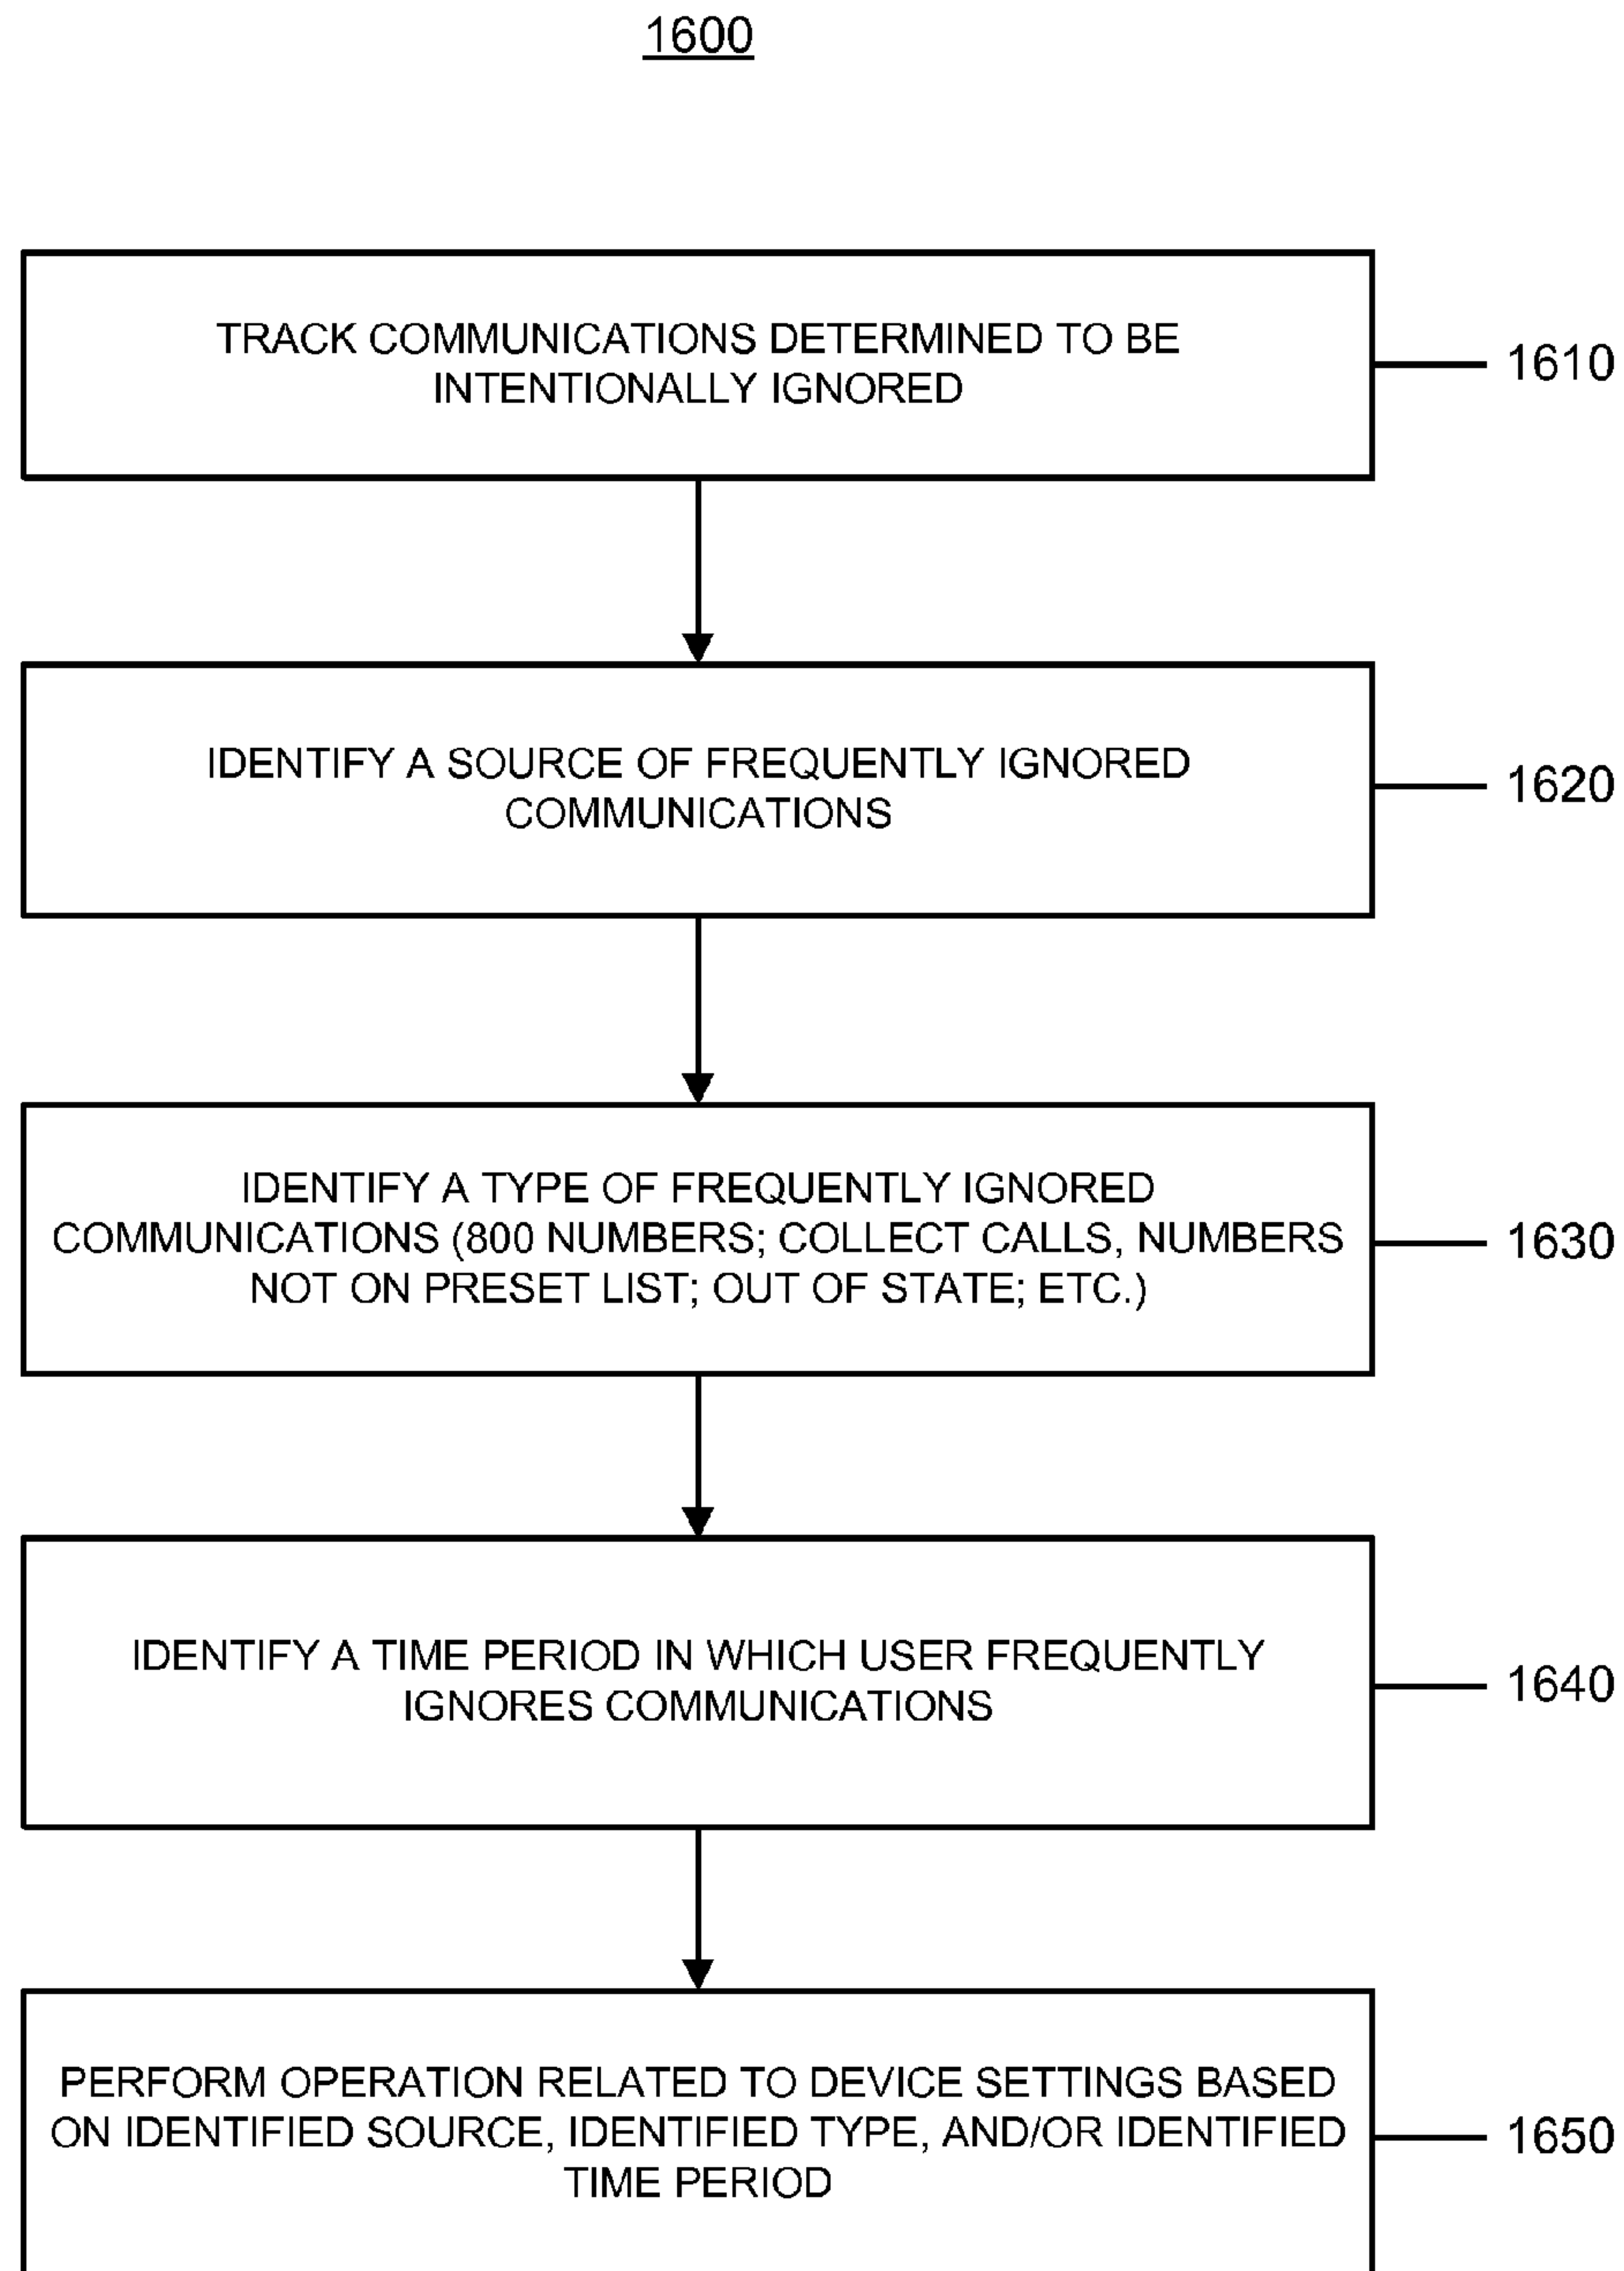 1600
TRACK COMMUNICATIONS DETERMINED TO BE
INTENTIONALLY IGNORED
1610
IDENTIFY A SOURCE OF FREQUENTLY IGNORED
COMMUNICATIONS
1620
IDENTIFY A TYPE OF FREQUENTLY IGNORED
COMMUNICATIONS (800 NUMBERS; COLLECT CALLS, NUMBERS
NOT ON PRESET LIST; OUT OF STATE; ETC.)
1630
IDENTIFY A TIME PERIOD IN WHICH USER FREQUENTLY
IGNORES COMMUNICATIONS
1640
PERFORM OPERATION RELATED TO DEVICE SETTINGS BASED
ON IDENTIFIED SOURCE, IDENTIFIED TYPE, AND/OR IDENTIFIED
TIME PERIOD
1650